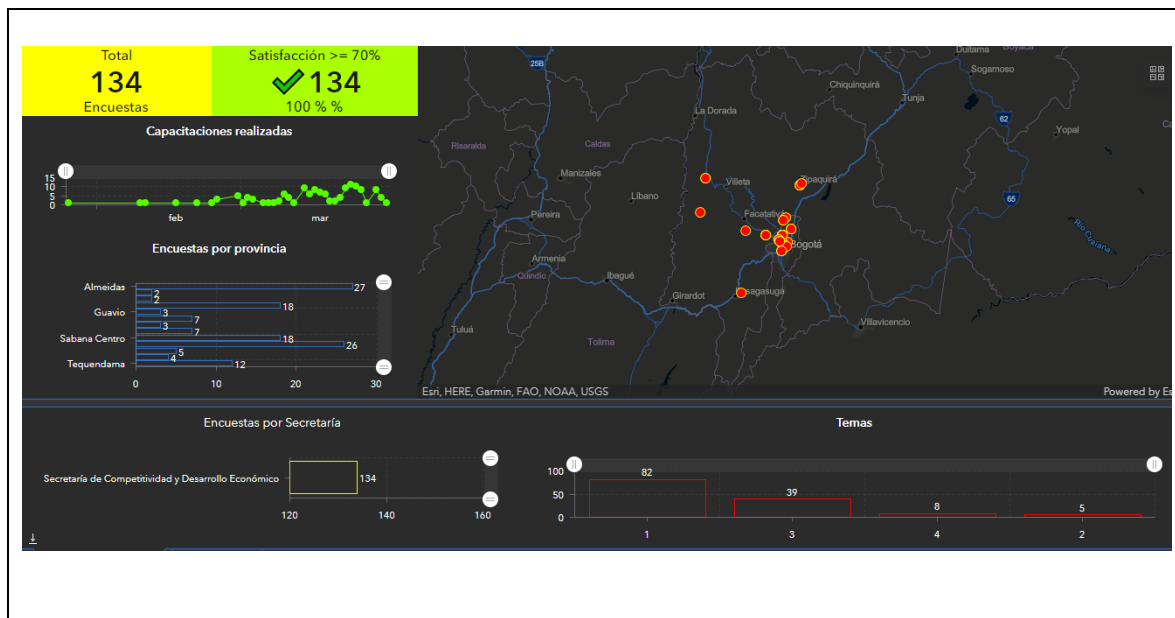 Total
134
Encuestas
Satisfacción >= 70%
134
100 % %
Capacitaciones realizadas
15
10
5
0
feb
mar
Encuestas por provincia
Almeidas
Guavio
Sabana Centro
Tequendama
27
2
2
18
3
7
3
7
18
26
5
4
12
0
10
20
30
25B
Duitama
Boyacá
Sogamoso
Chiquinquirá
La Dorada
Tunja
62
Yopal
Risaralda
Caldas
Manizales
Villeta
Zipaquirá
Líbano
65
Pereira
Facatativá
Bogotá
Armenia
Quindío
Ibagué
Girardot
Villavicencio
Tuluá
Tolima
Esri, HERE, Garmin, FAO, NOAA, USGS
Powered by Es
Encuestas por Secretaría
Secretaría de Competitividad y Desarrollo Económico
134
120
140
160
Temas
100
50
0
82
39
8
5
1
3
4
2